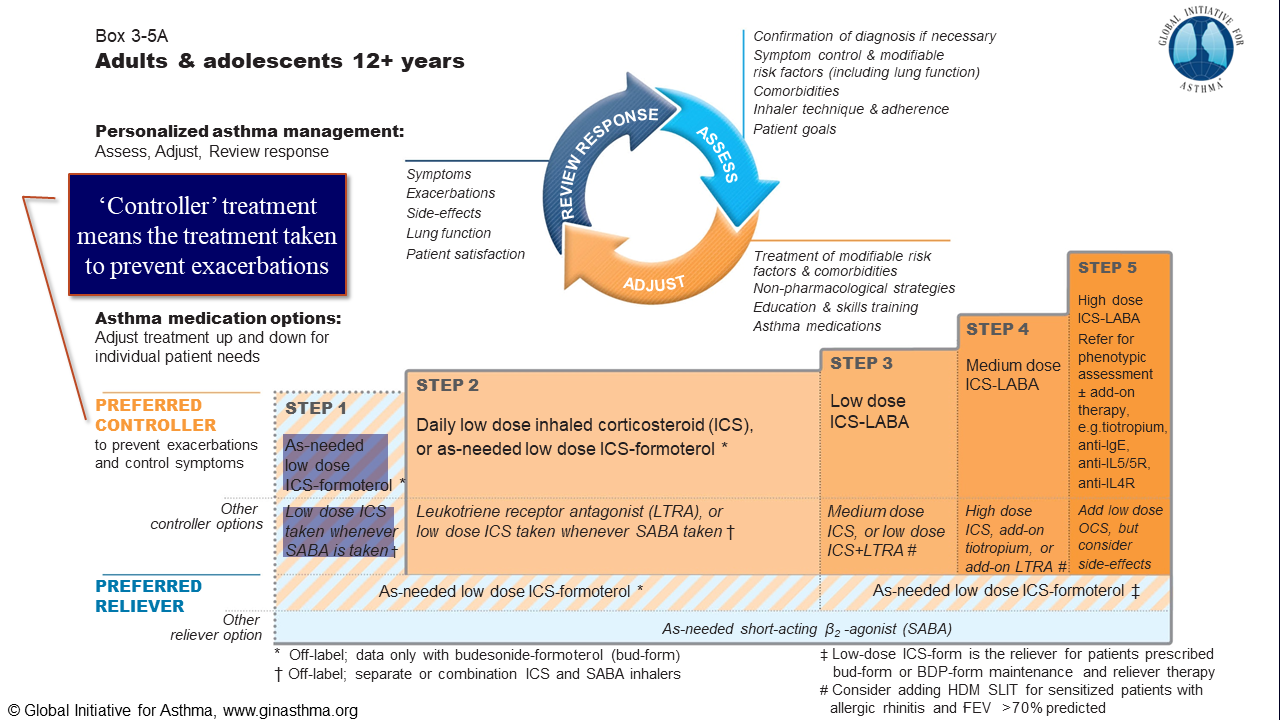 Box 3-5A
Adults & adolescents 12+ years
Personalized asthma management:
Assess, Adjust, Review response
‘Controller’ treatment
means the treatment taken
to prevent exacerbations
Asthma medication options:
Adjust treatment up and down for
individual patient needs
Symptoms
Exacerbations
Side-effects
Lung function
Patient satisfaction
REVIEW RESPONSE
ASSESS
ADJUST
Confirmation of diagnosis if necessary
Symptom control & modifiable
risk factors (including lung function)
Comorbidities
Inhaler technique & adherence
Patient goals
GLOBAL INITIATIVE FOR
ASTHMA
Treatment of modifiable risk
factors & comorbidities
Non-pharmacological strategies
Education & skills training
Asthma medications
PREFERRED
CONTROLLER
to prevent exacerbations
and control symptoms
STEP 1
As-needed
low dose
ICS-formoterol *
STEP 2
Daily low dose inhaled corticosteroid (ICS),
or as-needed low dose ICS-formoterol *
STEP 3
Low dose
ICS-LABA
STEP 4
Medium dose
ICS-LABA
STEP 5
High dose
ICS-LABA
Refer for
phenotypic
assessment
± add-on
therapy,
e.g.tiotropium,
anti-IgE,
anti-IL5/5R,
anti-IL4R
Other
controller options
Low dose ICS
taken whenever
SABA is taken †
Leukotriene receptor antagonist (LTRA), or
low dose ICS taken whenever SABA taken †
Medium dose
ICS, or low dose
ICS+LTRA #
High dose
ICS, add-on
tiotropium, or
add-on LTRA #
Add low dose
OCS, but
consider
side-effects
PREFERRED
RELIEVER
As-needed low dose ICS-formoterol *
As-needed low dose ICS-formoterol ‡
Other
reliever option
As-needed short-acting β2 -agonist (SABA)
* Off-label; data only with budesonide-formoterol (bud-form)
† Off-label; separate or combination ICS and SABA inhalers
‡ Low-dose ICS-form is the reliever for patients prescribed
bud-form or BDP-form maintenance and reliever therapy
# Consider adding HDM SLIT for sensitized patients with
allergic rhinitis and FEV >70% predicted
© Global Initiative for Asthma, www.ginasthma.org